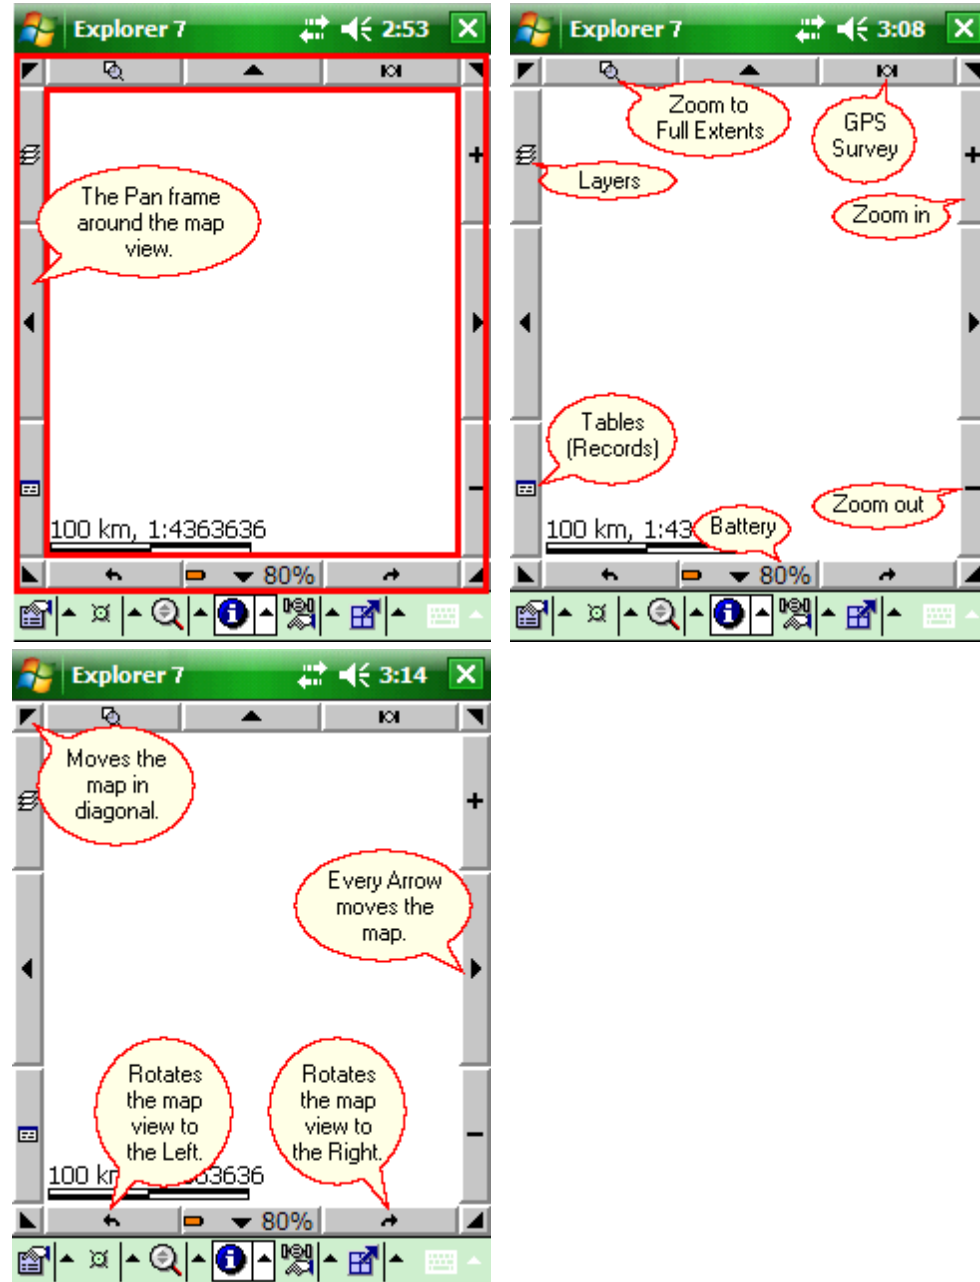 Explorer 7 2:53
The Pan frame
around the map
view.
100 km, 1:4363636
80%
Explorer 7 3:08
Zoom to
Full Extents
GPS
Survey
Layers
Zoom in
Tables
(Records)
Zoom out
100 km, 1:43
Battery
80%
Explorer 7 3:14
Moves the
map in
diagonal.
Every Arrow
moves the
map.
Rotates
the map
view to
the Left.
Rotates
the map
view to
the Right.
100 k 63636
80%